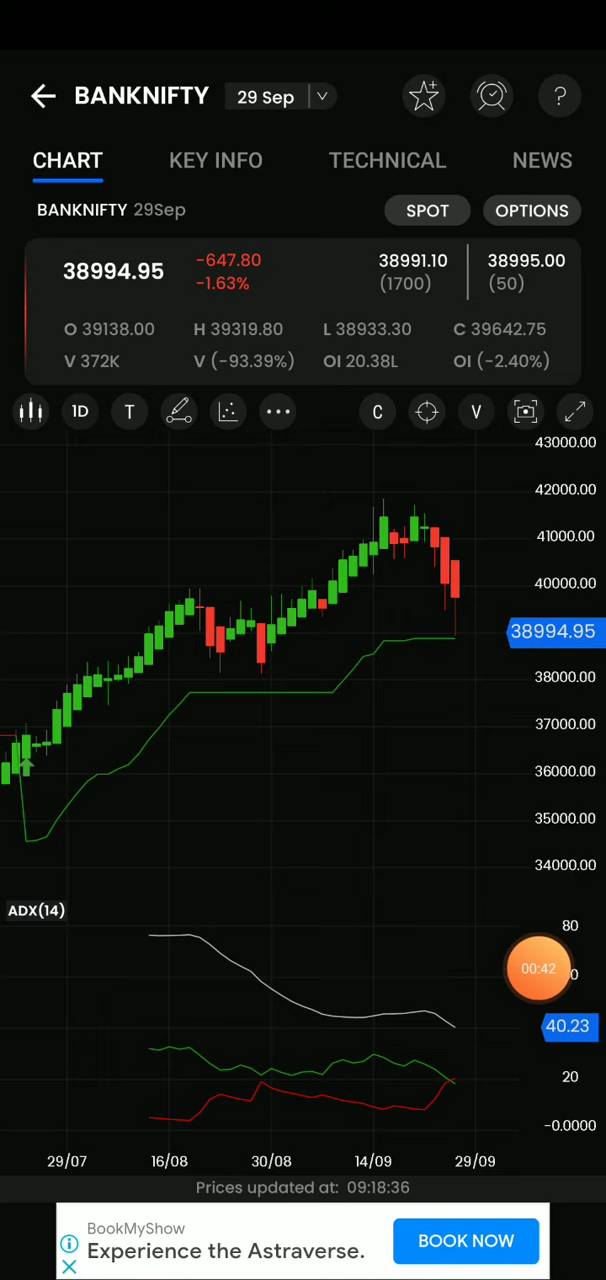 BANKNIFTY 29 Sep
CHART KEY INFO TECHNICAL NEWS
BANKNIFTY 29Sep SPOT OPTIONS
38994.95 -647.80 -1.63% 38991.10 (1700) 38995.00 (50)
O 39138.00 H 39319.80 L 38933.30 C 39642.75
V 372K V (-93.39%) OI 20.38L OI (-2.40%)
1D T C V
43000.00
42000.00
41000.00
40000.00
38994.95
38000.00
37000.00
36000.00
35000.00
34000.00
ADX(14)
80
00:42
40.23
20
-0.0000
29/07 16/08 30/08 14/09 29/09
Prices updated at: 09:18:36
BookMyShow
Experience the Astraverse.
BOOK NOW